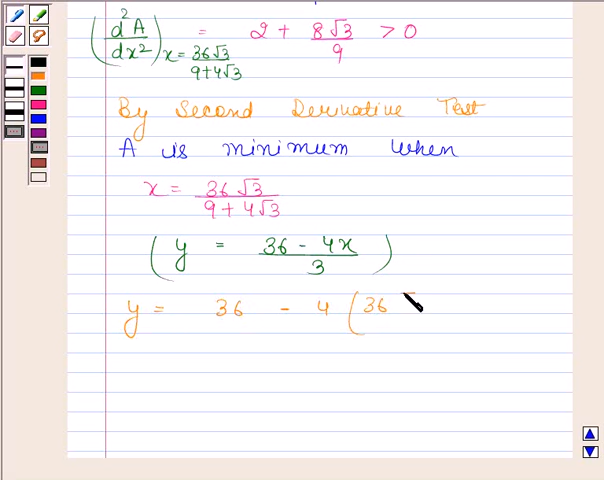 (d²A/dx²) x = 36√3/9+4√3 = 2 + 8√3/9 > 0
By Second Derivative Test
A is minimum when
x = 36√3/9+4√3
(y = 36 - 4x/3)
y = 36 - 4 (36